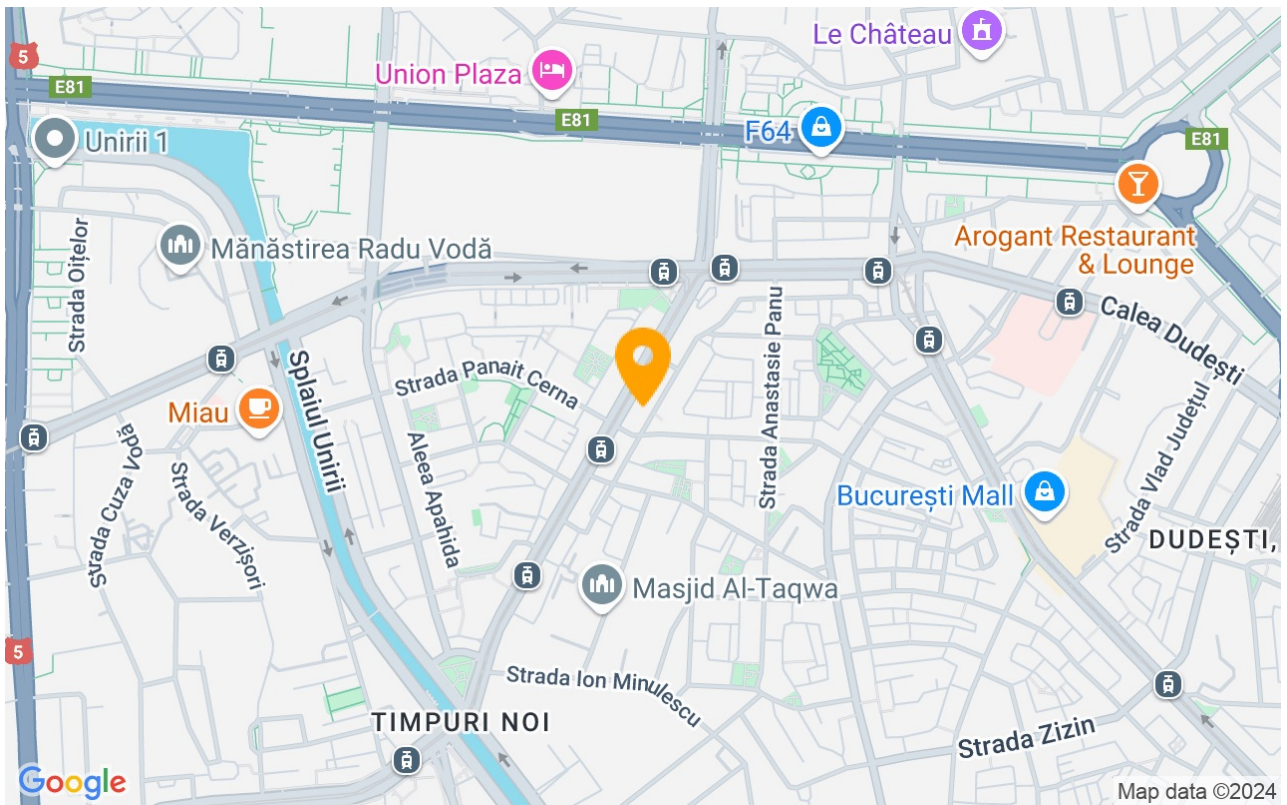 5
E81
Unirii 1
Union Plaza
E81
Le Château
F64
E81
Arogant Restaurant
& Lounge
Strada Oițelor
Mănăstirea Radu Vodă
Calea Dudești
Strada Panait Cerna
Strada Anastasie Panu
Miau
Splaiul Unirii
Aleea Apahida
Strada Cuza Vodă
Strada Verzișori
București Mall
Strada Vlad Județul
DUDEȘTI,
Masjid Al-Taqwa
5
Strada Ion Minulescu
TIMPURI NOI
Strada Zizin
Google
Map data ©2024